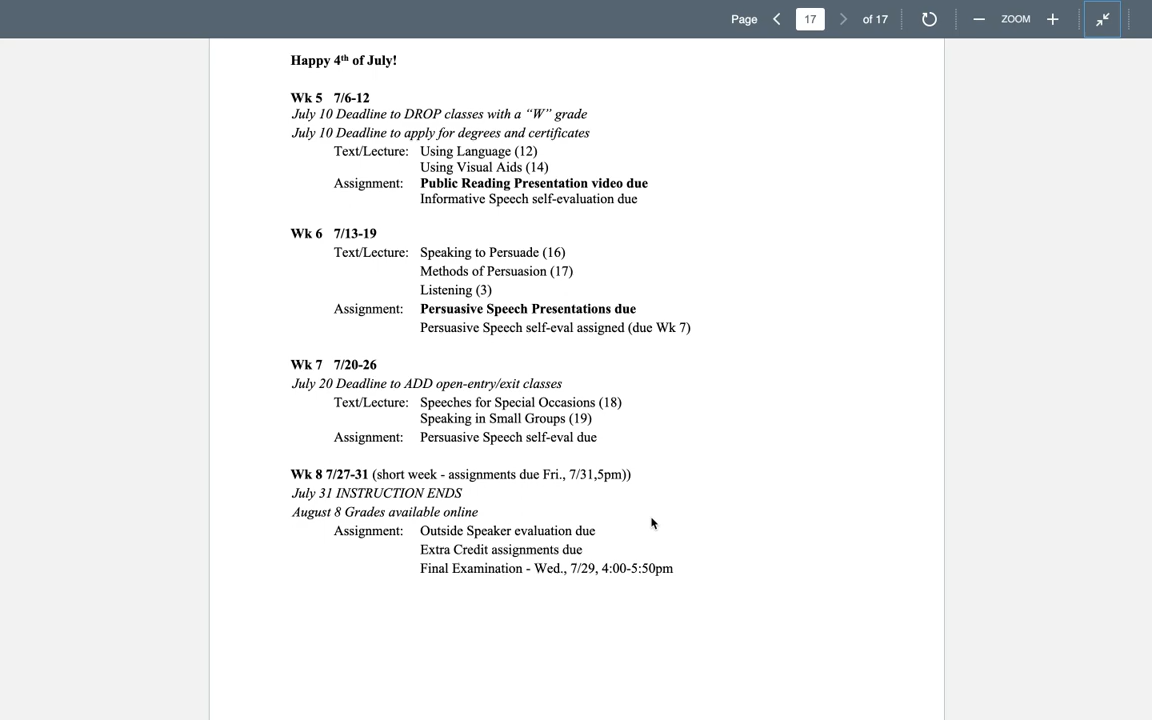 Page 17 of 17 ZOOM
Happy 4th of July!
Wk 5 7/6-12
July 10 Deadline to DROP classes with a “W” grade
July 10 Deadline to apply for degrees and certificates
Text/Lecture: Using Language (12)
Using Visual Aids (14)
Assignment: Public Reading Presentation video due
Informative Speech self-evaluation due
Wk 6 7/13-19
Text/Lecture: Speaking to Persuade (16)
Methods of Persuasion (17)
Listening (3)
Assignment: Persuasive Speech Presentations due
Persuasive Speech self-eval assigned (due Wk 7)
Wk 7 7/20-26
July 20 Deadline to ADD open-entry/exit classes
Text/Lecture: Speeches for Special Occasions (18)
Speaking in Small Groups (19)
Assignment: Persuasive Speech self-eval due
Wk 8 7/27-31 (short week - assignments due Fri., 7/31,5pm))
July 31 INSTRUCTION ENDS
August 8 Grades available online
Assignment: Outside Speaker evaluation due
Extra Credit assignments due
Final Examination - Wed., 7/29, 4:00-5:50pm